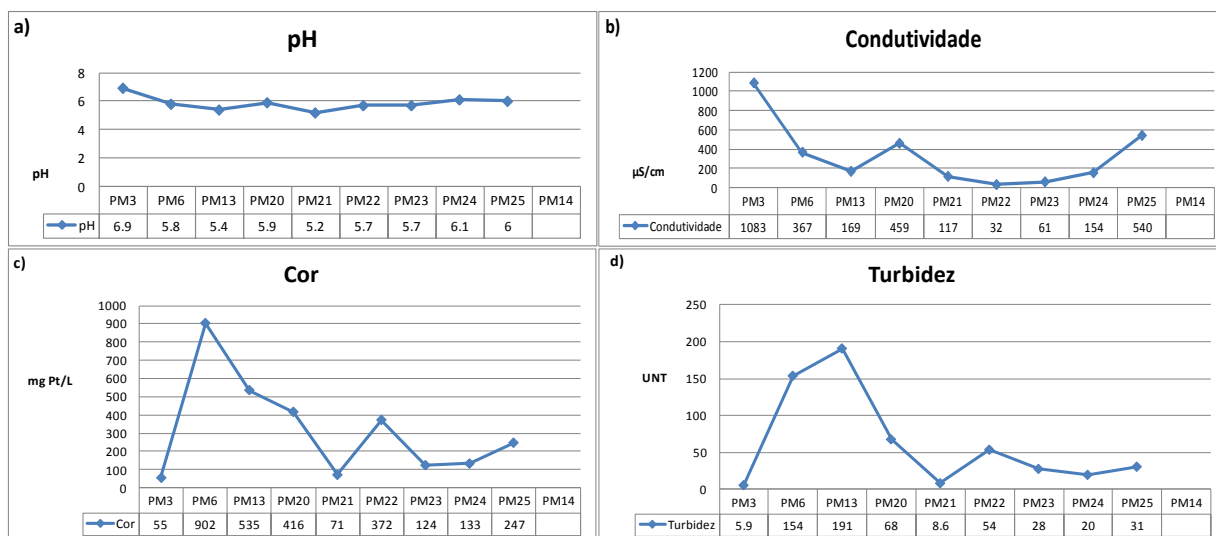 a)
pH
8
6
4
2
0
pH
PM3 PM6 PM13 PM20 PM21 PM22 PM23 PM24 PM25 PM14
pH 6.9 5.8 5.4 5.9 5.2 5.7 5.7 6.1 6
b)
Condutividade
1200
1000
800
600
400
200
0
µS/cm
PM3 PM6 PM13 PM20 PM21 PM22 PM23 PM24 PM25 PM14
Condutividade 1083 367 169 459 117 32 61 154 540
c)
Cor
1000
900
800
700
600
500
400
300
200
100
0
mg Pt/L
PM3 PM6 PM13 PM20 PM21 PM22 PM23 PM24 PM25 PM14
Cor 55 902 535 416 71 372 124 133 247
d)
Turbidez
250
200
150
100
50
0
UNT
PM3 PM6 PM13 PM20 PM21 PM22 PM23 PM24 PM25 PM14
Turbidez 5.9 154 191 68 8.6 54 28 20 31